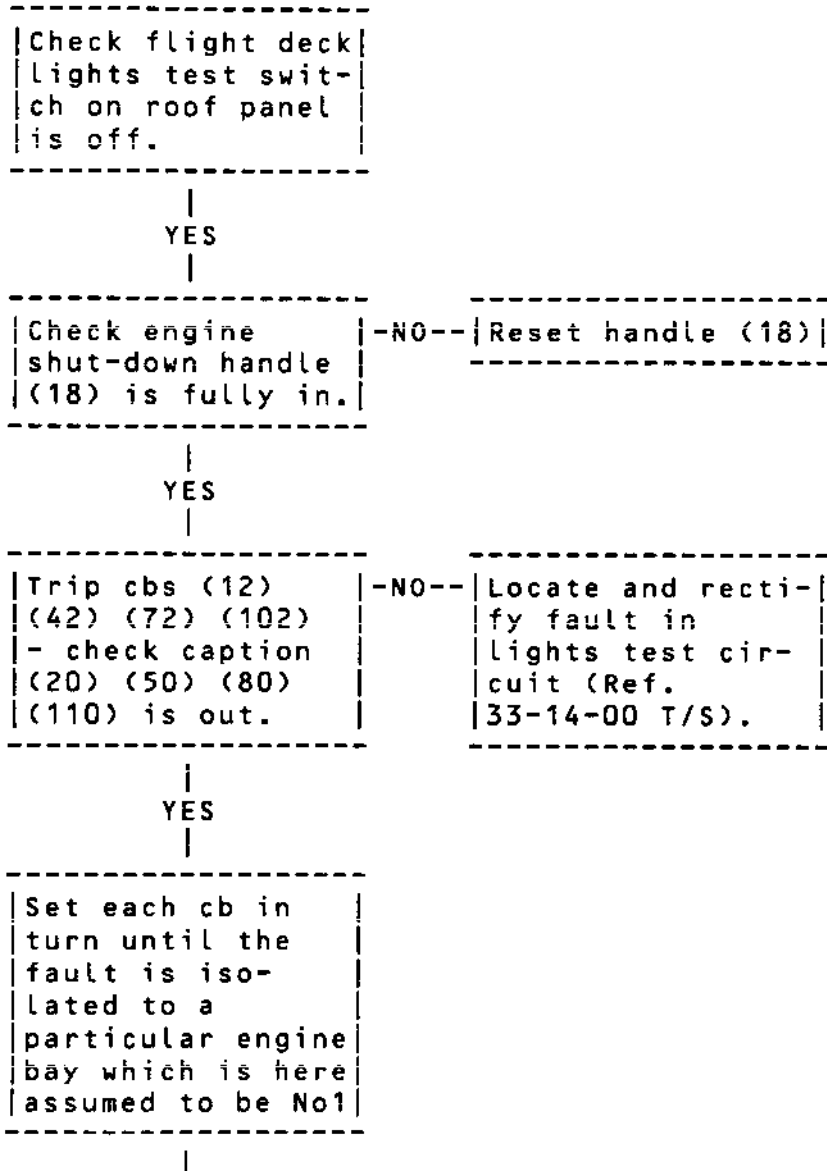 Check flight deck
lights test swit-
ch on roof panel
is off.
YES
Check engine
shut-down handle
(18) is fully in.
-NO--
Reset handle (18)
YES
Trip cbs (12)
(42) (72) (102)
- check caption
(20) (50) (80)
(110) is out.
-NO--
Locate and recti-
fy fault in
lights test cir-
cuit (Ref.
33-14-00 T/S).
YES
Set each cb in
turn until the
fault is iso-
lated to a
particular engine
bay which is here
assumed to be No1